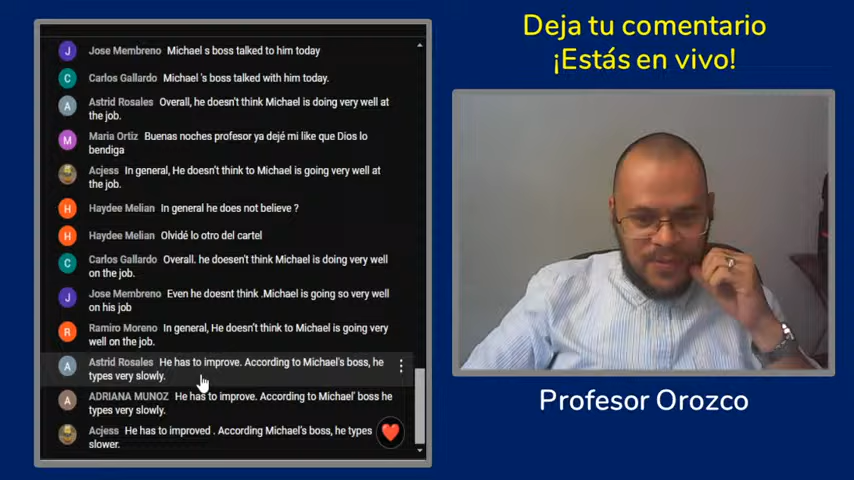 Deja tu comentario
¡Estás en vivo!
J Jose Membreno Michael s boss talked to him today
C Carlos Gallardo Michael 's boss talked with him today.
A Astrid Rosales Overall, he doesn't think Michael is doing very well at
the job.
M Maria Ortiz Buenas noches profesor ya dejé mi like que Dios lo
bendiga
Acjess In general, He doesn't think to Michael is going very well at
the job.
H Haydee Melian In general he does not believe ?
H Haydee Melian Olvidé lo otro del cartel
C Carlos Gallardo Overall. he doesen't think Michael is doing very well
on the job.
J Jose Membreno Even he doesnt think .Michael is going so very well
on his job
R Ramiro Moreno In general, He doesn't think to Michael is going very
well on the job.
A Astrid Rosales He has to improve. According to Michael's boss, he
types very slowly.
A ADRIANA MUNOZ He has to improve. According to Michael' boss he
types very slowly.
Acjess He has to improved . According Michael's boss, he types
slower.
Profesor Orozco